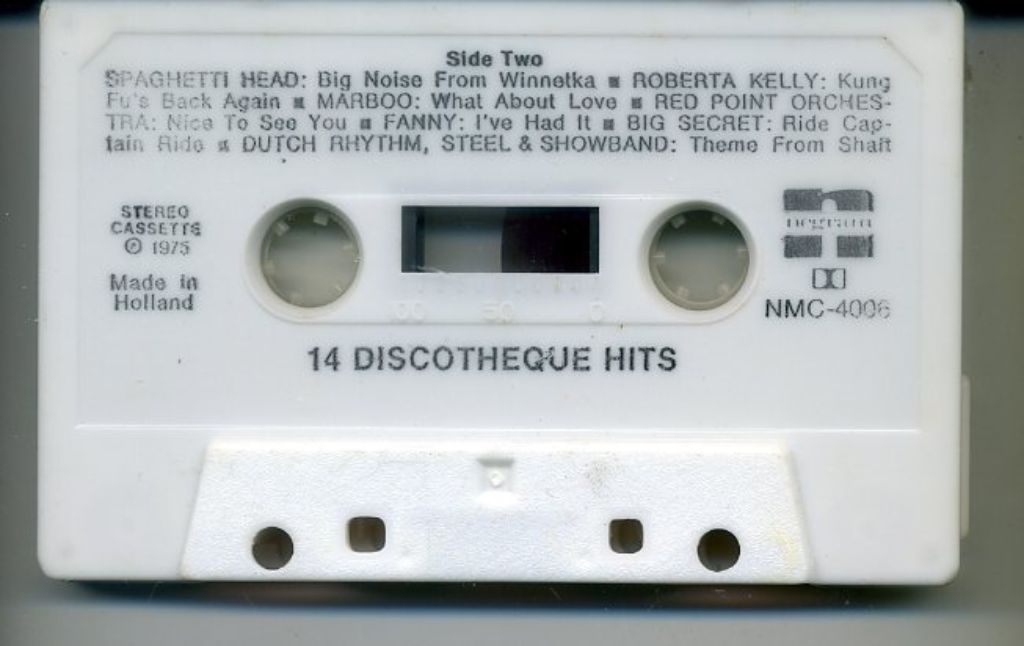 Side Two
SPAGHETTI HEAD: Big Noise From Winnetka ■ ROBERTA KELLY: Kung
Fu's Back Again ■ MARBOO: What About Love ■ RED POINT ORCHES-
TRA: Nice To See You ■ FANNY: I've Had It ■ BIG SECRET: Ride Cap-
tain Ride ■ DUTCH RHYTHM, STEEL & SHOWBAND: Theme From Shaft
STEREO
CASSETTE
℗ 1975
Made in
Holland
negram
NMC-4006
100 50 0
14 DISCOTHEQUE HITS